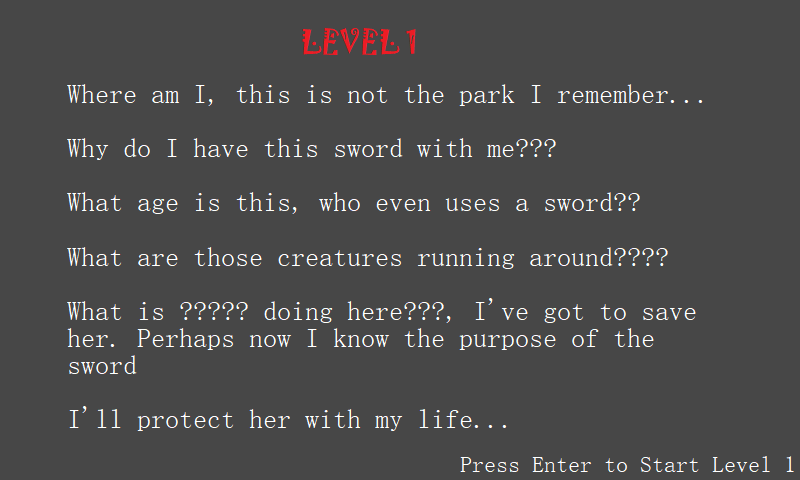 LEVEL 1
Where am I, this is not the park I remember...
Why do I have this sword with me???
What age is this, who even uses a sword??
What are those creatures running around????
What is ????? doing here???, I've got to save
her. Perhaps now I know the purpose of the
sword
I'll protect her with my life...
Press Enter to Start Level 1